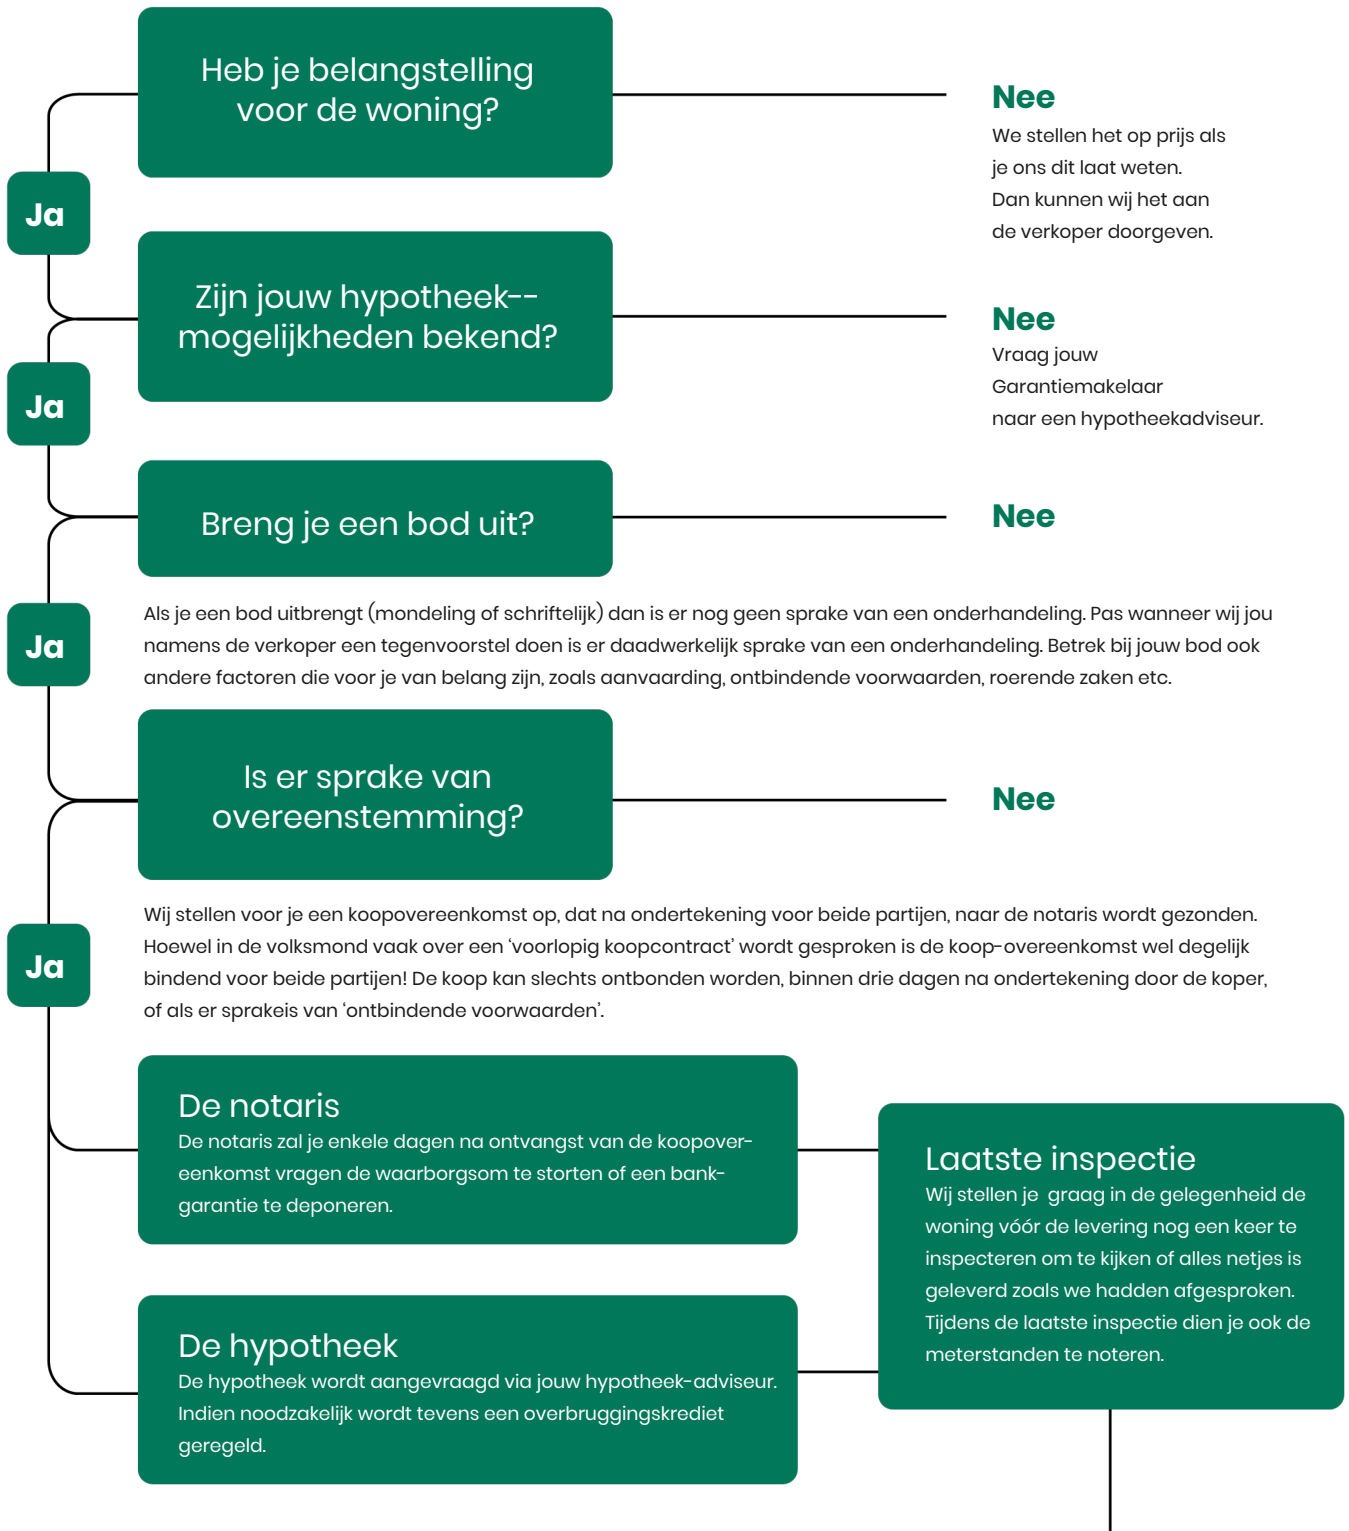 Heb je belangstelling
voor de woning?
Nee
We stellen het op prijs als
je ons dit laat weten.
Dan kunnen wij het aan
de verkoper doorgeven.
Ja
Zijn jouw hypotheek--
mogelijkheden bekend?
Nee
Vraag jouw
Garantiemakelaar
naar een hypotheekadviseur.
Ja
Breng je een bod uit?
Nee
Ja
Als je een bod uitbrengt (mondeling of schriftelijk) dan is er nog geen sprake van een onderhandeling. Pas wanneer wij jou
namens de verkoper een tegenvoorstel doen is er daadwerkelijk sprake van een onderhandeling. Betrek bij jouw bod ook
andere factoren die voor je van belang zijn, zoals aanvaarding, ontbindende voorwaarden, roerende zaken etc.
Is er sprake van
overeenstemming?
Nee
Ja
Wij stellen voor je een koopovereenkomst op, dat na ondertekening voor beide partijen, naar de notaris wordt gezonden.
Hoewel in de volksmond vaak over een ‘voorlopig koopcontract’ wordt gesproken is de koop-overeenkomst wel degelijk
bindend voor beide partijen! De koop kan slechts ontbonden worden, binnen drie dagen na ondertekening door de koper,
of als er sprakeis van ‘ontbindende voorwaarden’.
De notaris
De notaris zal je enkele dagen na ontvangst van de koopover-
eenkomst vragen de waarborgsom te storten of een bank-
garantie te deponeren.
Laatste inspectie
Wij stellen je  graag in de gelegenheid de
woning vóór de levering nog een keer te
inspecteren om te kijken of alles netjes is
geleverd zoals we hadden afgesproken.
Tijdens de laatste inspectie dien je ook de
meterstanden te noteren.
De hypotheek
De hypotheek wordt aangevraagd via jouw hypotheek-adviseur.
Indien noodzakelijk wordt tevens een overbruggingskrediet
geregeld.